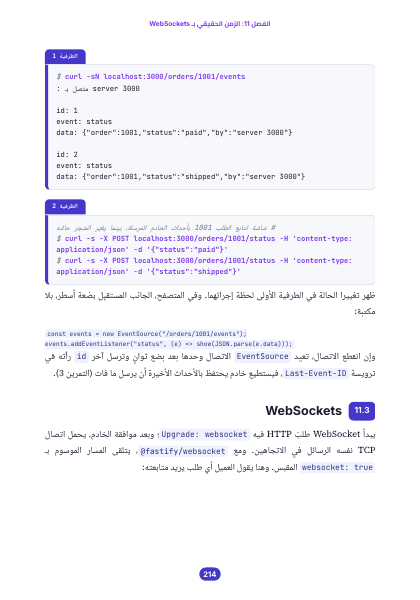 الفصل 11: الزمن الحقيقي بـ WebSockets
الطرفية 1
$ curl -sN localhost:3000/orders/1001/events
: متصل بـ server 3000
id: 1
event: status
data: {"order":1001,"status":"paid","by":"server 3000"}
id: 2
event: status
data: {"order":1001,"status":"shipped","by":"server 3000"}
الطرفية 2
# شاشة تتابع الطلب 1001 بأحداث الخادم المرسلة، بينما يغير المتجر حالته
$ curl -s -X POST localhost:3000/orders/1001/status -H 'content-type:
application/json' -d '{"status":"paid"}'
$ curl -s -X POST localhost:3000/orders/1001/status -H 'content-type:
application/json' -d '{"status":"shipped"}'
ظهر تغييرا الحالة في الطرفية الأولى لحظة إجرائهما. وفي المتصفح، الجانب المستقبِل بضعة أسطر، بلا
مكتبة:
const events = new EventSource("/orders/1001/events");
events.addEventListener("status", (e) => show(JSON.parse(e.data)));
وإن انقطع الاتصال، تعيد EventSource الاتصال وحدها بعد بضع ثوانٍ وترسل آخر id رأته في
ترويسة Last-Event-ID، فيستطيع خادم يحتفظ بالأحداث الأخيرة أن يرسل ما فات (التمرين 3).
11.3 WebSockets
يبدأ WebSocket طلبَ HTTP فيه Upgrade: websocket؛ وبعد موافقة الخادم، يحمل اتصال
TCP نفسه الرسائل في الاتجاهين. ومع @fastify/websocket، يتلقى المسار الموسوم بـ
websocket: true المقبس. وهنا يقول العميل أي طلب يريد متابعته:
214